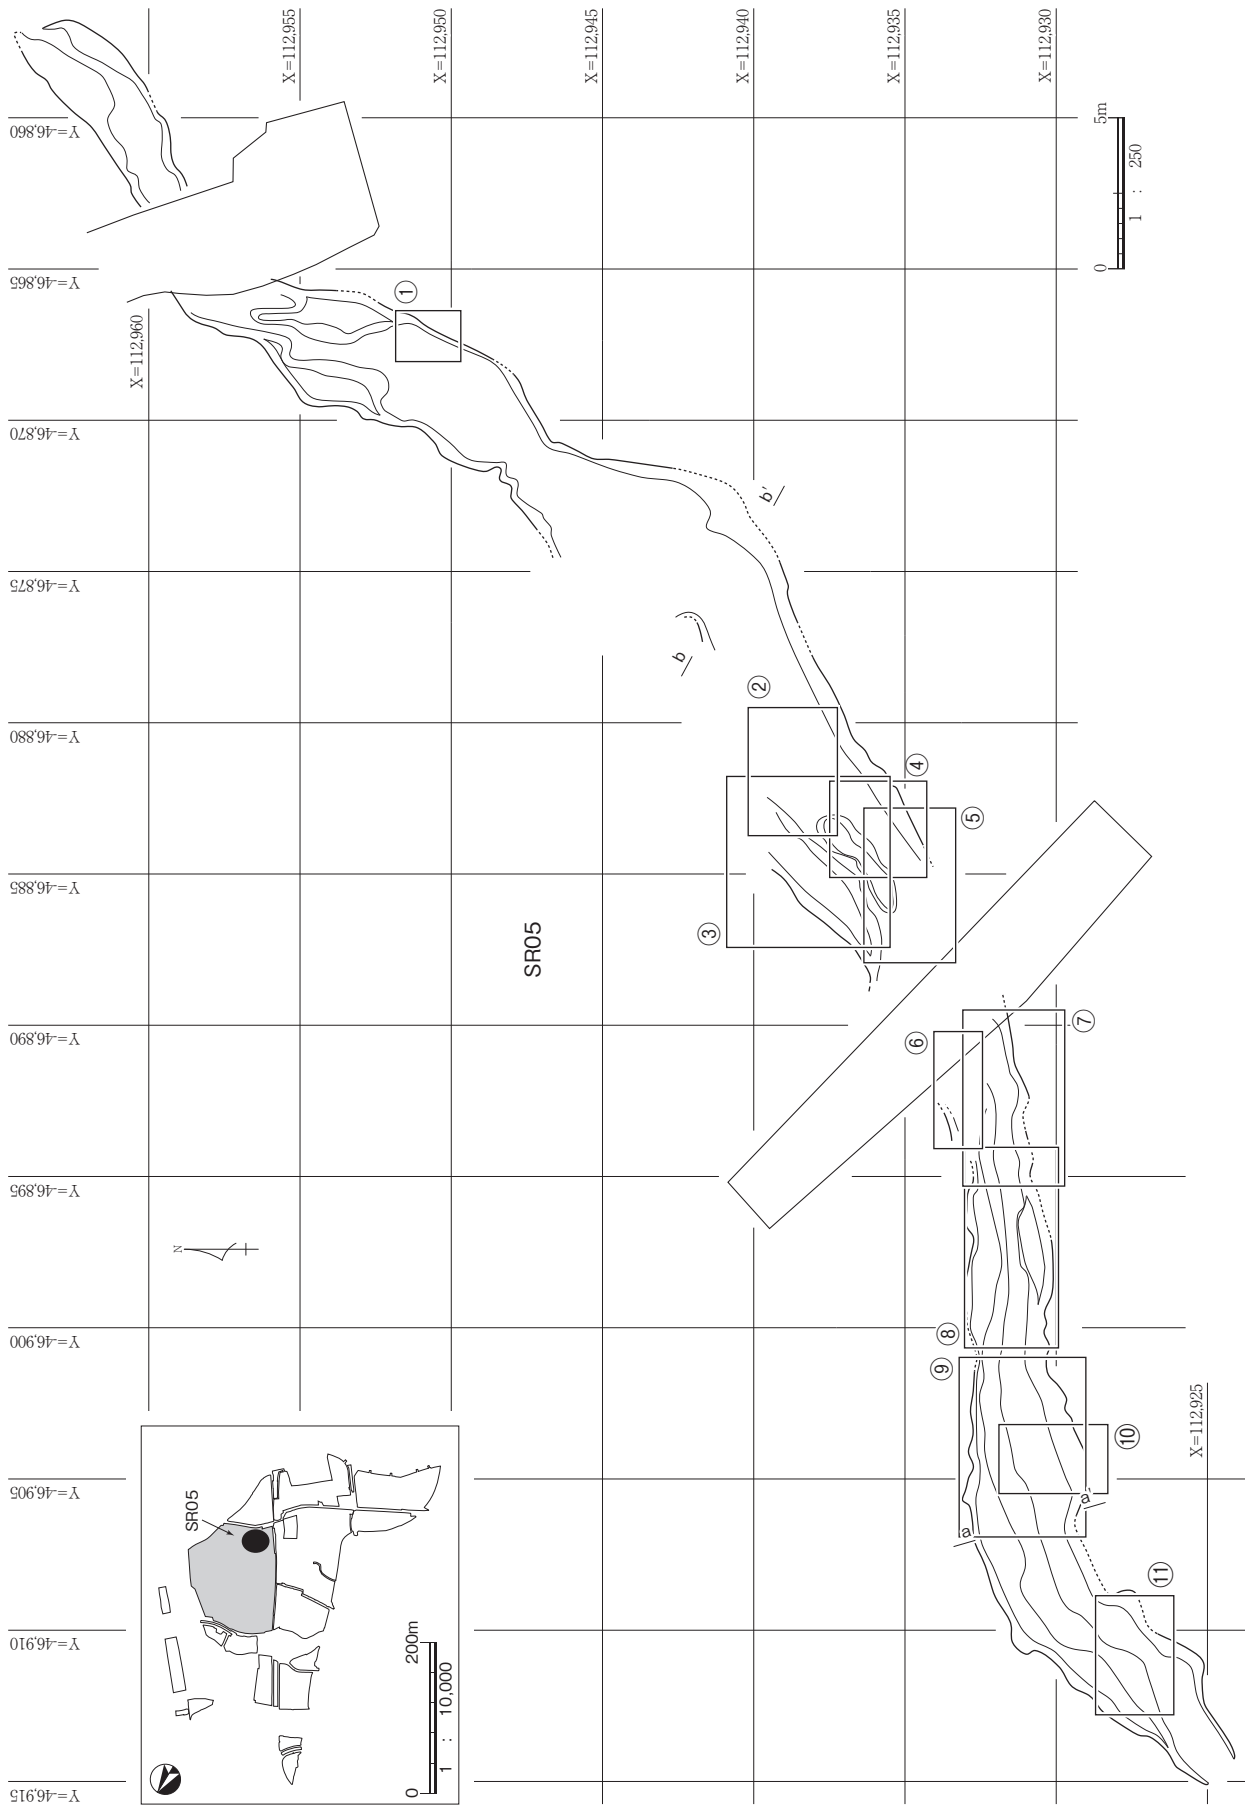 X=112,955
X=112,950
X=112,945
X=112,940
X=112,935
X=112,930
X=112,960
X=112,925
Y=-46,860
Y=-46,865
Y=-46,870
Y=-46,875
Y=-46,880
Y=-46,885
Y=-46,890
Y=-46,895
Y=-46,900
Y=-46,905
Y=-46,910
Y=-46,915
0
5m
1 : 250
①
②
③
④
⑤
⑥
⑦
⑧
⑨
⑩
⑪
b
b'
a
a'
SR05
N
SR05
0
200m
1 : 10,000